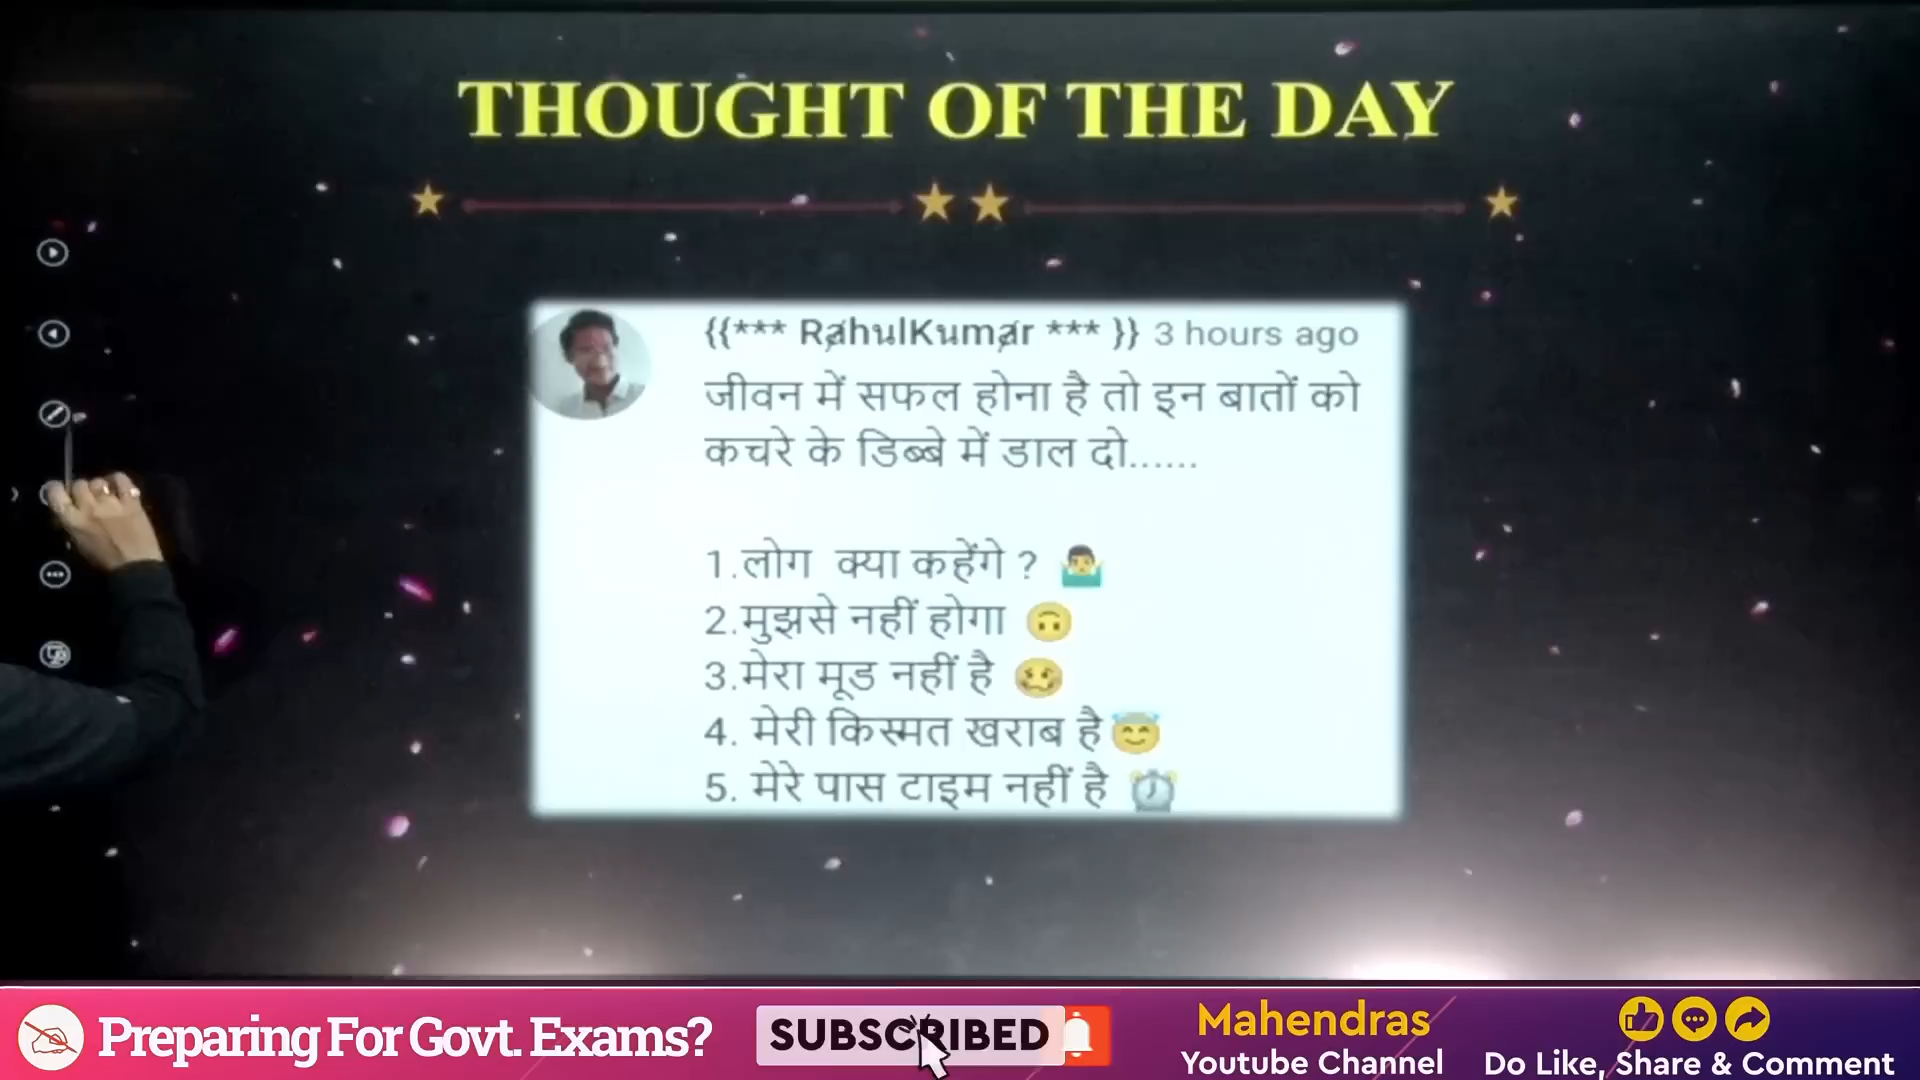 THOUGHT OF THE DAY
{{*** RahulKumar *** }} 3 hours ago
जीवन में सफल होना है तो इन बातों को
कचरे के डिब्बे में डाल दो......
1.लोग क्या कहेंगे ? 🤷‍♂️
2.मुझसे नहीं होगा 🙃
3.मेरा मूड नहीं है 🥴
4. मेरी किस्मत खराब है😇
5. मेरे पास टाइम नहीं है ⏰
Preparing For Govt. Exams?
SUBSCRIBED
Mahendras
Youtube Channel
Do Like, Share & Comment